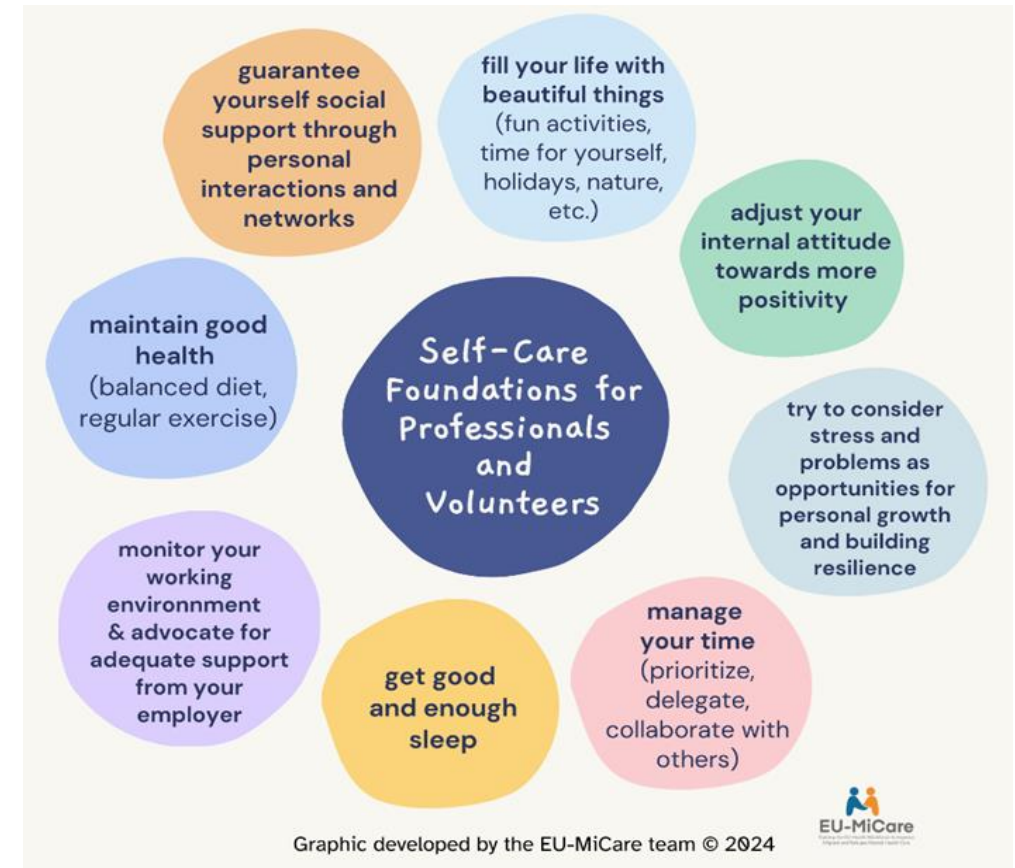 guarantee
yourself social
support through
personal
interactions and
networks
fill your life with
beautiful things
(fun activities,
time for yourself,
holidays, nature,
etc.)
adjust your
internal attitude
towards more
positivity
maintain good
health
(balanced diet,
regular exercise)
Self-Care
Foundations for
Professionals
and
Volunteers
try to consider
stress and
problems as
opportunities for
personal growth
and building
resilience
monitor your
working
environnment
& advocate for
adequate support
from your
employer
get good
and enough
sleep
manage
your time
(prioritize,
delegate,
collaborate with
others)
EU-MiCare
Graphic developed by the EU-MiCare team © 2024